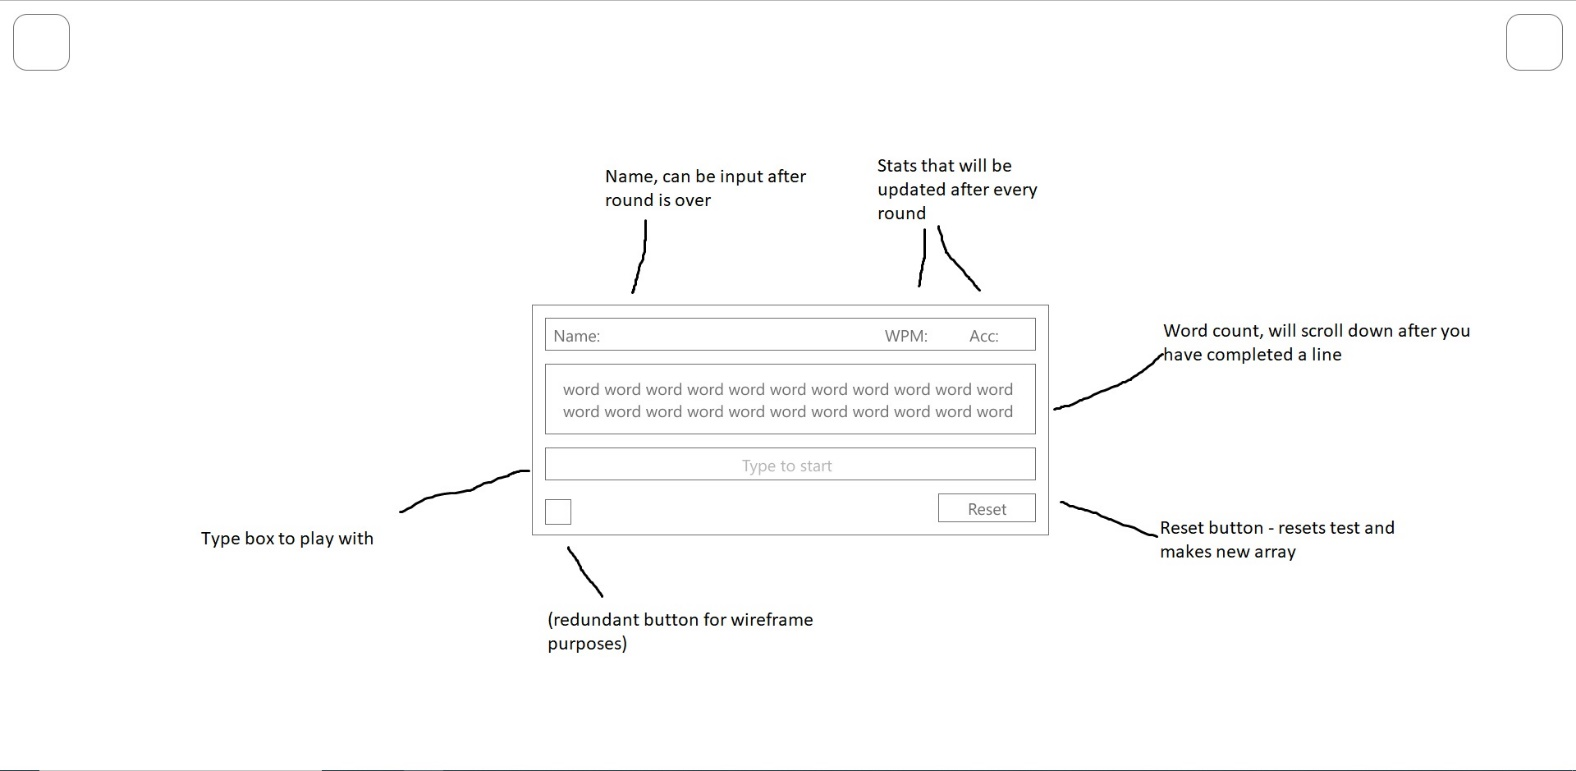 Name, can be input after
round is over
Stats that will be
updated after every
round
Name: WPM: Acc:
word word word word word word word word word word word
word word word word word word word word word word word
Type to start
Reset
Word count, will scroll down after you
have completed a line
Type box to play with
Reset button - resets test and
makes new array
(redundant button for wireframe
purposes)